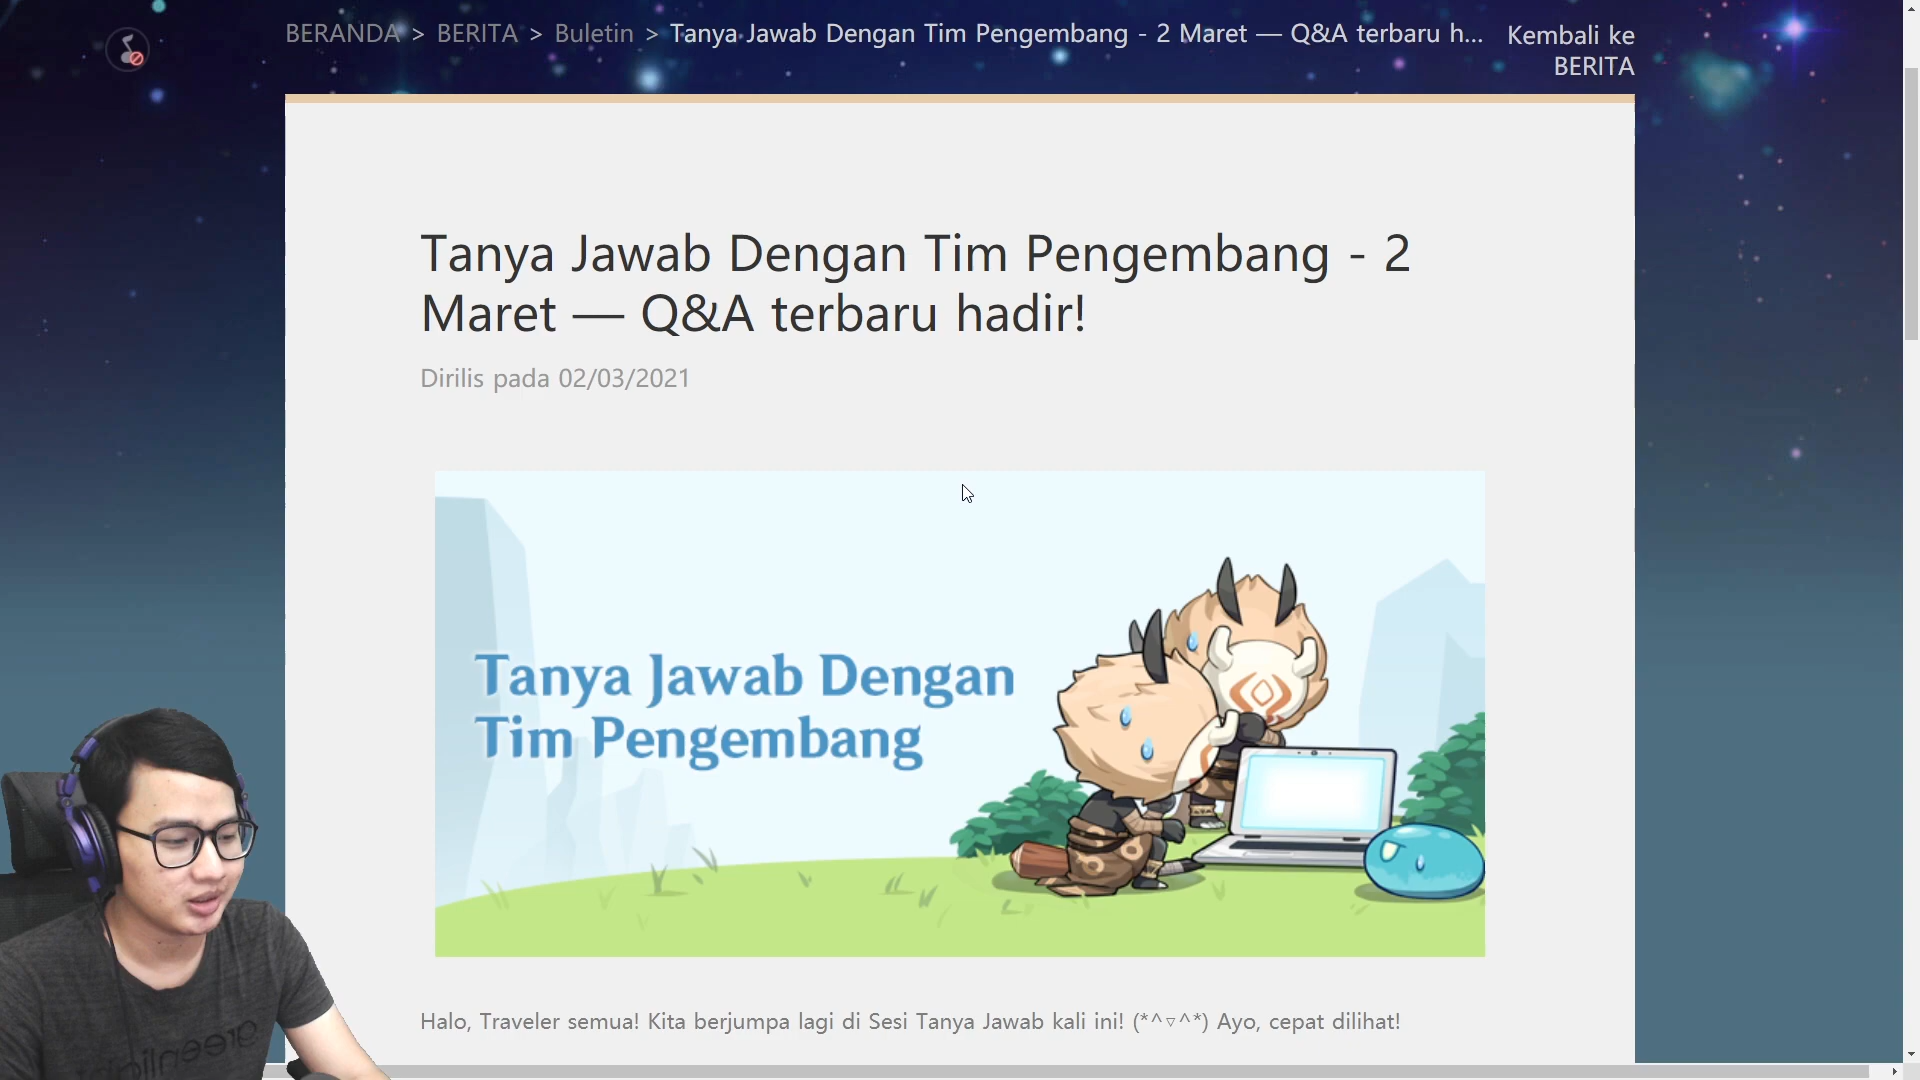 BERANDA > BERITA > Buletin > Tanya Jawab Dengan Tim Pengembang - 2 Maret — Q&A terbaru h...
Kembali ke
BERITA
Tanya Jawab Dengan Tim Pengembang - 2
Maret — Q&A terbaru hadir!
Dirilis pada 02/03/2021
Tanya Jawab Dengan
Tim Pengembang
Halo, Traveler semua! Kita berjumpa lagi di Sesi Tanya Jawab kali ini! (*^▽^*) Ayo, cepat dilihat!